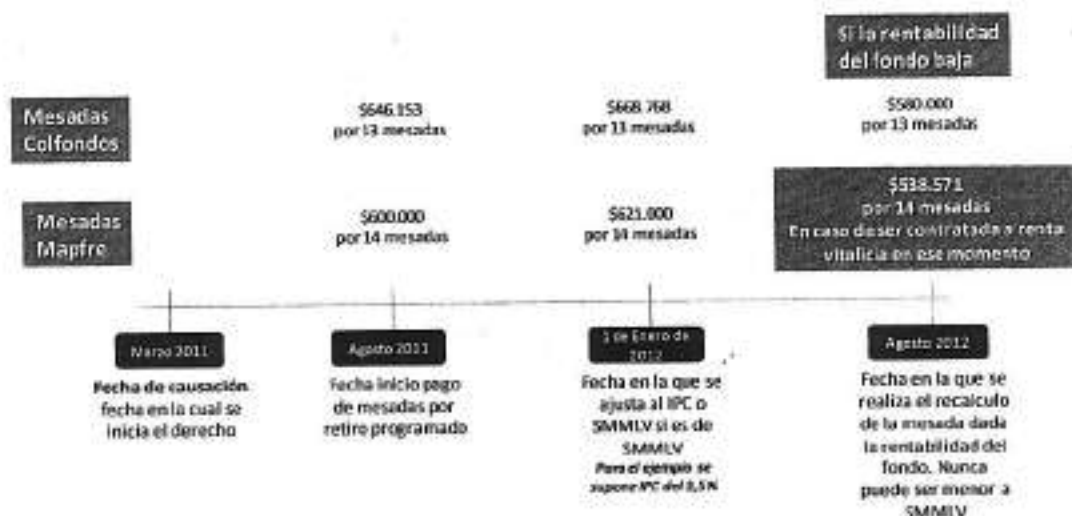 Si la rentabilidad
del fondo baja
Mesadas
Colfondos
$646.153
por 13 mesadas
$668.768
por 13 mesadas
$580.000
por 13 mesadas
Mesadas
Mapfre
$600.000
por 14 mesadas
$621.000
por 14 mesadas
$538.571
por 14 mesadas
En caso de ser contratada a renta
vitalicia en ese momento
Marzo 2011
Agosto 2011
1 de Enero de
2012
Agosto 2012
Fecha de causación
fecha en la cual se
inicia el derecho
Fecha inicio pago
de mesadas por
retiro programado
Fecha en la que se
ajusta al IPC o
SMMLV si es de
SMMLV
Para el ejemplo se
supone IPC del 3,5%
Fecha en la que se
realiza el recalculo
de la mesada dada
la rentabilidad del
fondo. Nunca
puede ser menor a
SMMLV